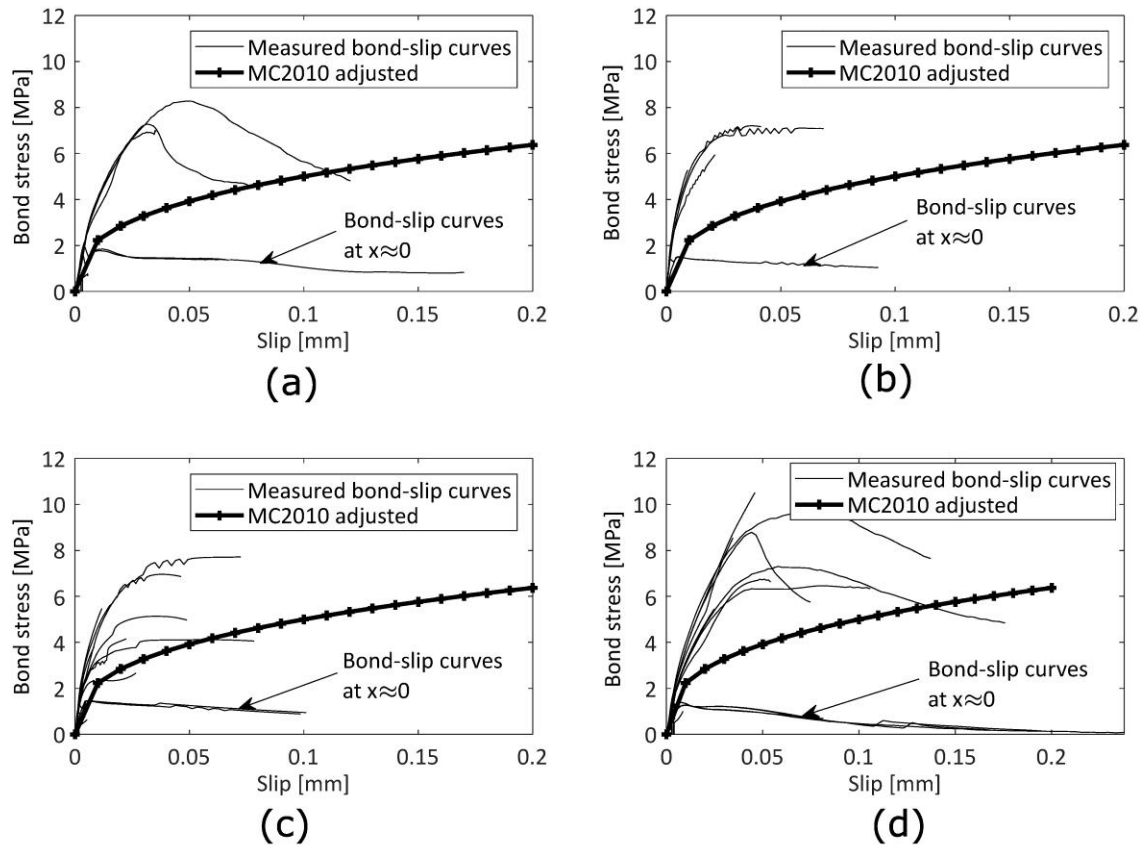 12
10
8
6
4
2
0
Bond stress [MPa]
Measured bond-slip curves
MC2010 adjusted
Bond-slip curves
at x≈0
0 0.05 0.1 0.15 0.2
Slip [mm]
(a)
12
10
8
6
4
2
0
Bond stress [MPa]
Measured bond-slip curves
MC2010 adjusted
Bond-slip curves
at x≈0
0 0.05 0.1 0.15 0.2
Slip [mm]
(b)
12
10
8
6
4
2
0
Bond stress [MPa]
Measured bond-slip curves
MC2010 adjusted
Bond-slip curves
at x≈0
0 0.05 0.1 0.15 0.2
Slip [mm]
(c)
12
10
8
6
4
2
0
Bond stress [MPa]
Measured bond-slip curves
MC2010 adjusted
Bond-slip curves
at x≈0
0 0.05 0.1 0.15 0.2
Slip [mm]
(d)